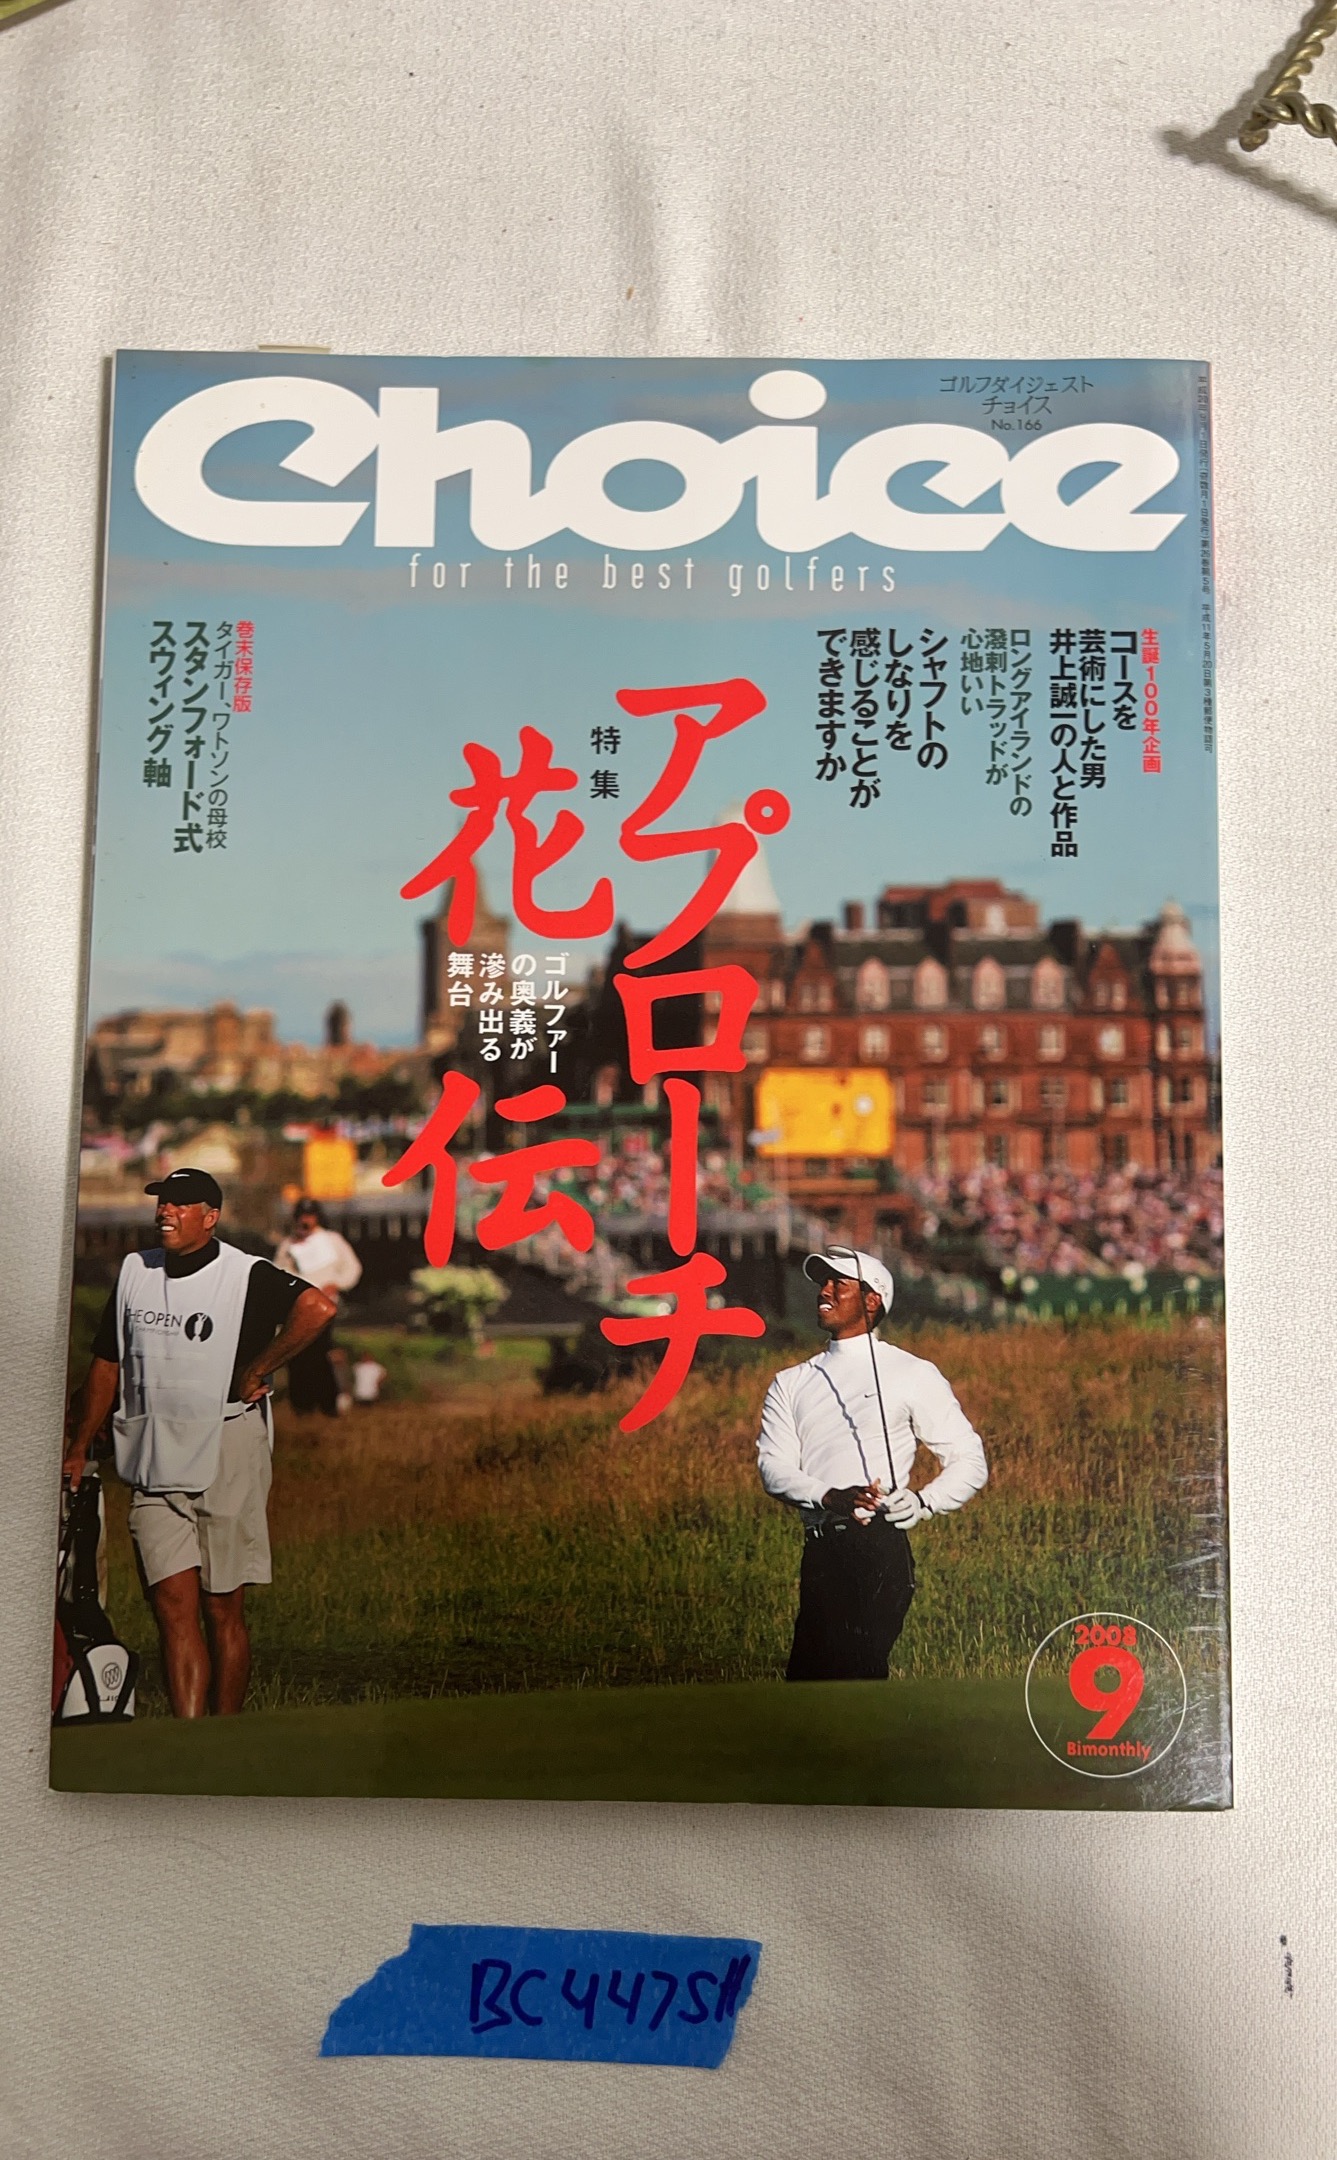 Choice
ゴルフダイジェスト
チョイス
No.166
for the best golfers
生誕100年企画
コースを
芸術にした男
井上誠一の人と作品
ロングアイランドの
潑剌トラッドが
心地いい
シャフトの
しなりを
感じることが
できますか
特集
アプローチ
花伝
ゴルファー
の奥義が
滲み出る
舞台
巻末保存版
タイガー、ワトソンの母校
スタンフォード式
スウィング軸
THE OPEN
2008
9
Bimonthly
BC4475H